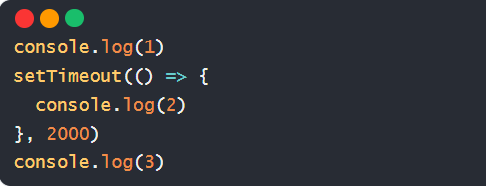 console.log(1)
setTimeout(() => {
  console.log(2)
}, 2000)
console.log(3)